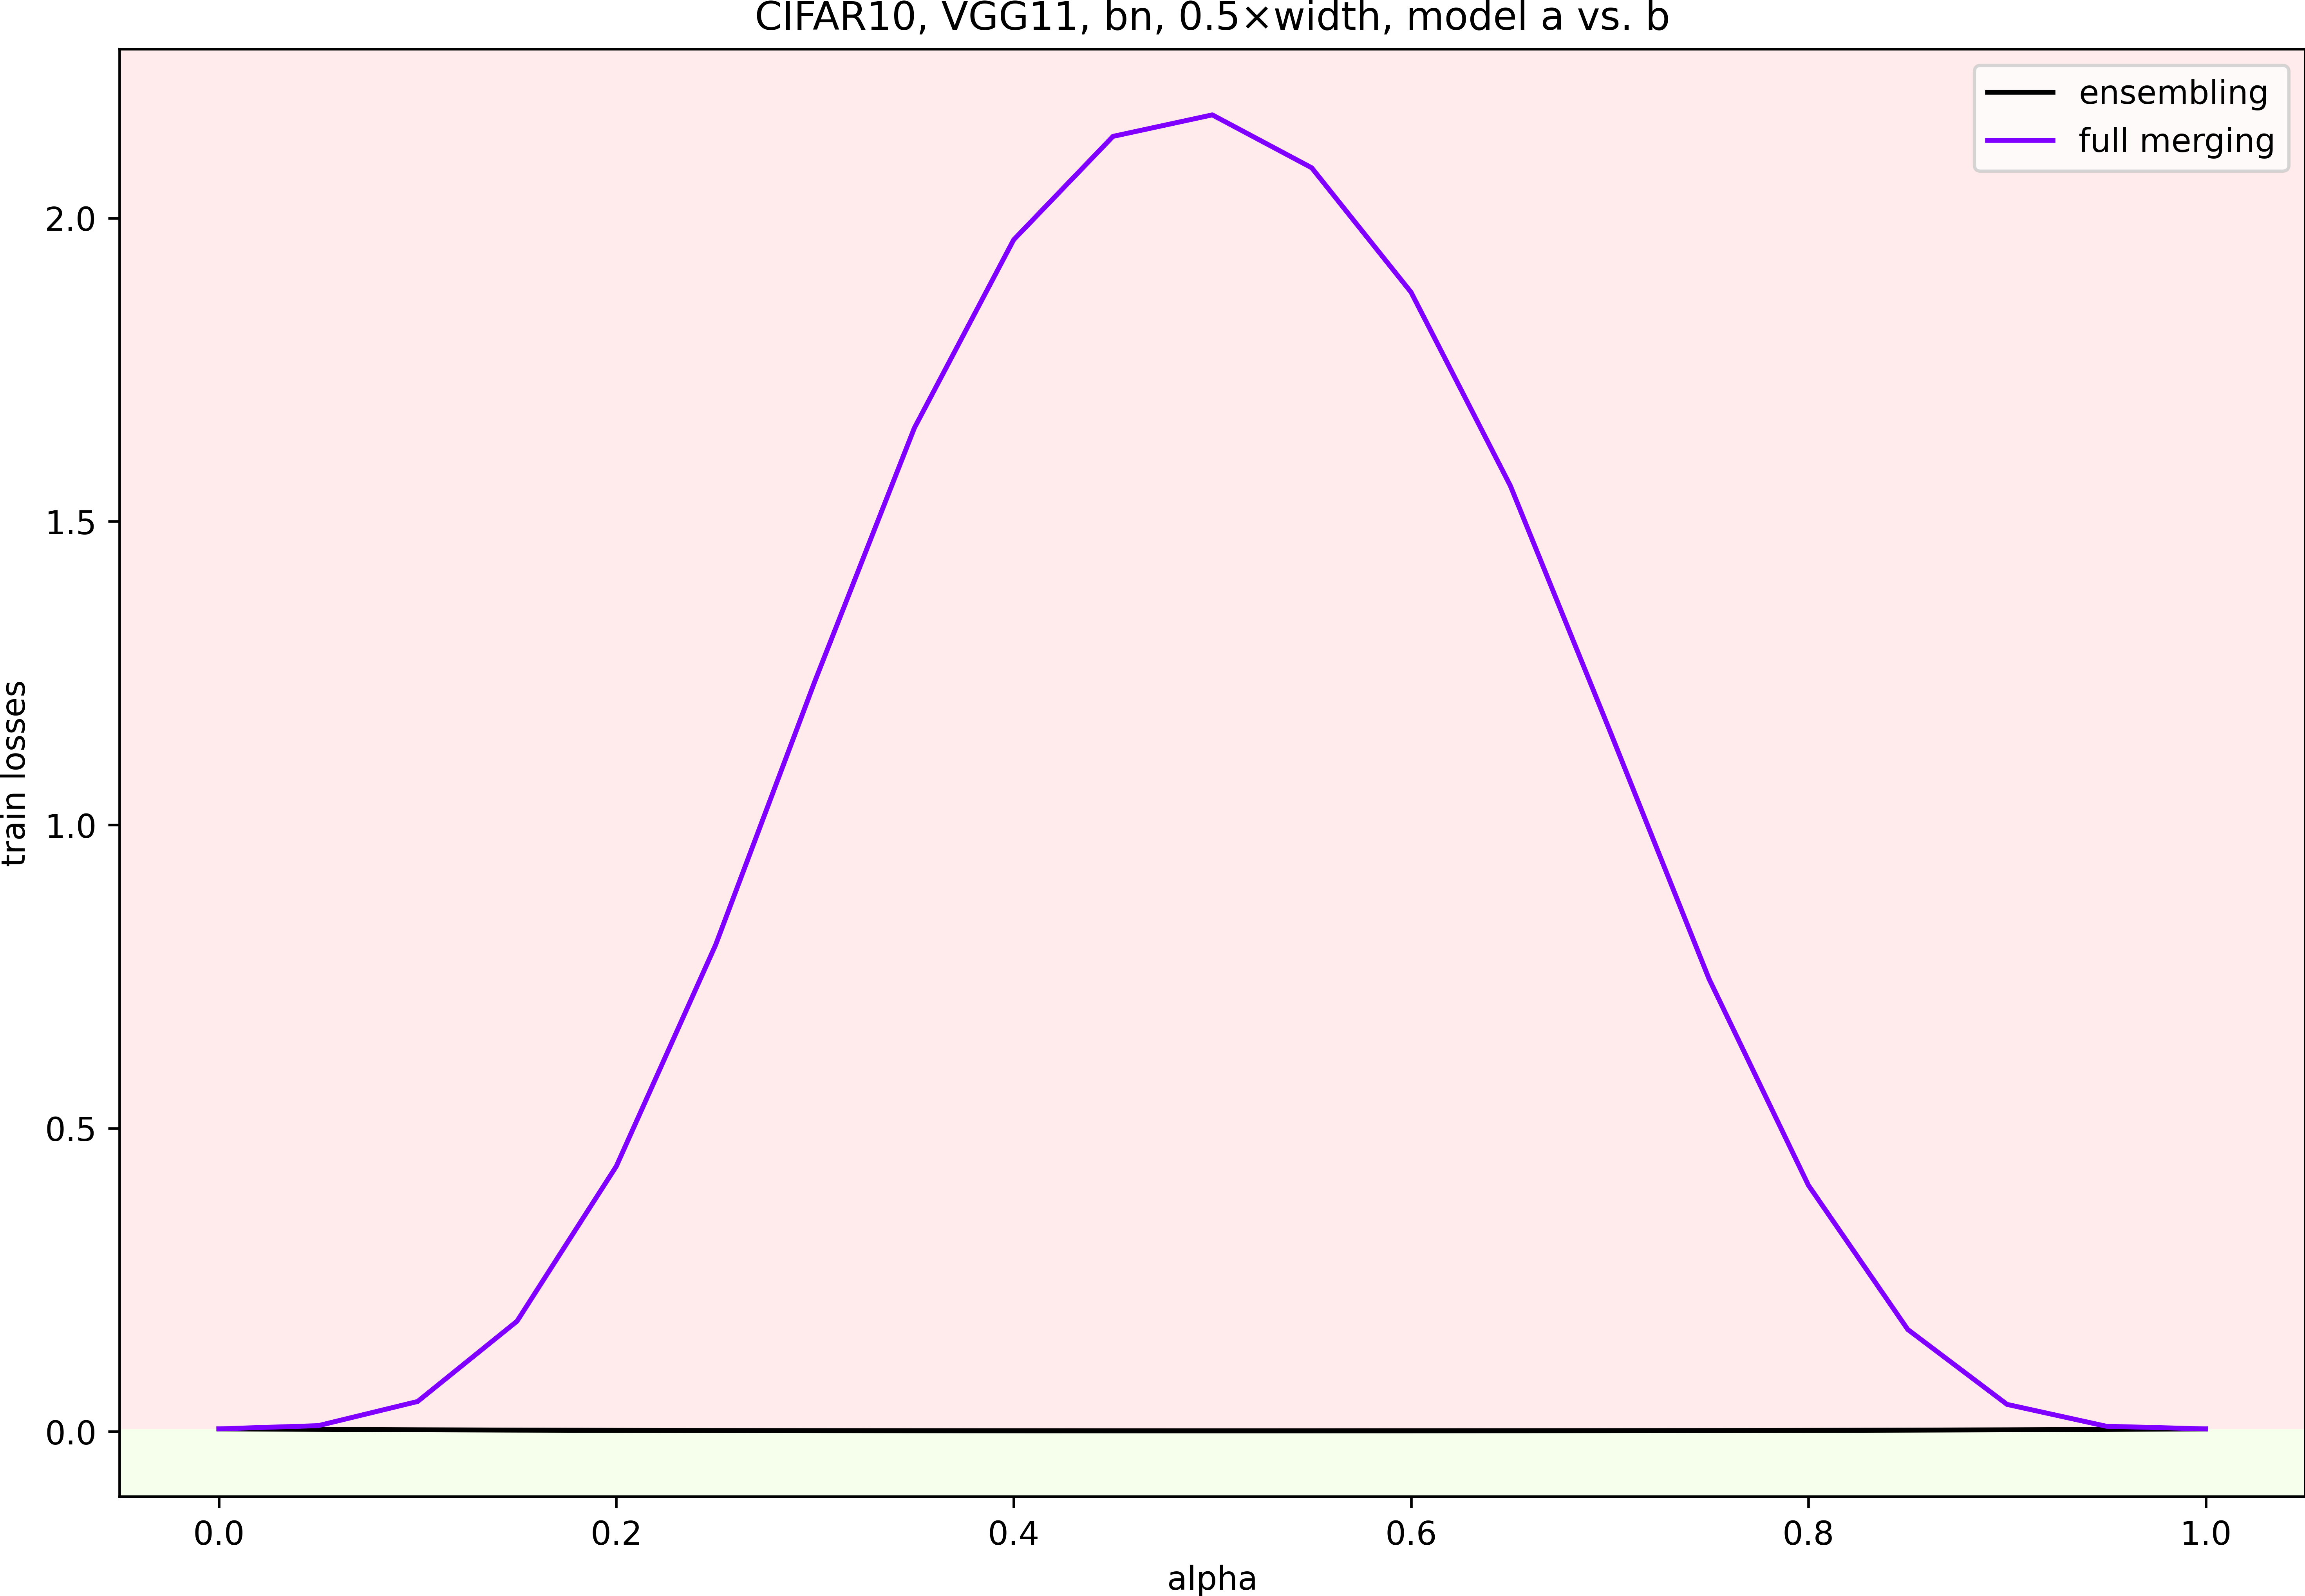 CIFAR10, VGG11, bn, 0.5×width, model a vs. b
ensembling
full merging
train losses
2.0
1.5
1.0
0.5
0.0
0.0
0.2
0.4
0.6
0.8
1.0
alpha